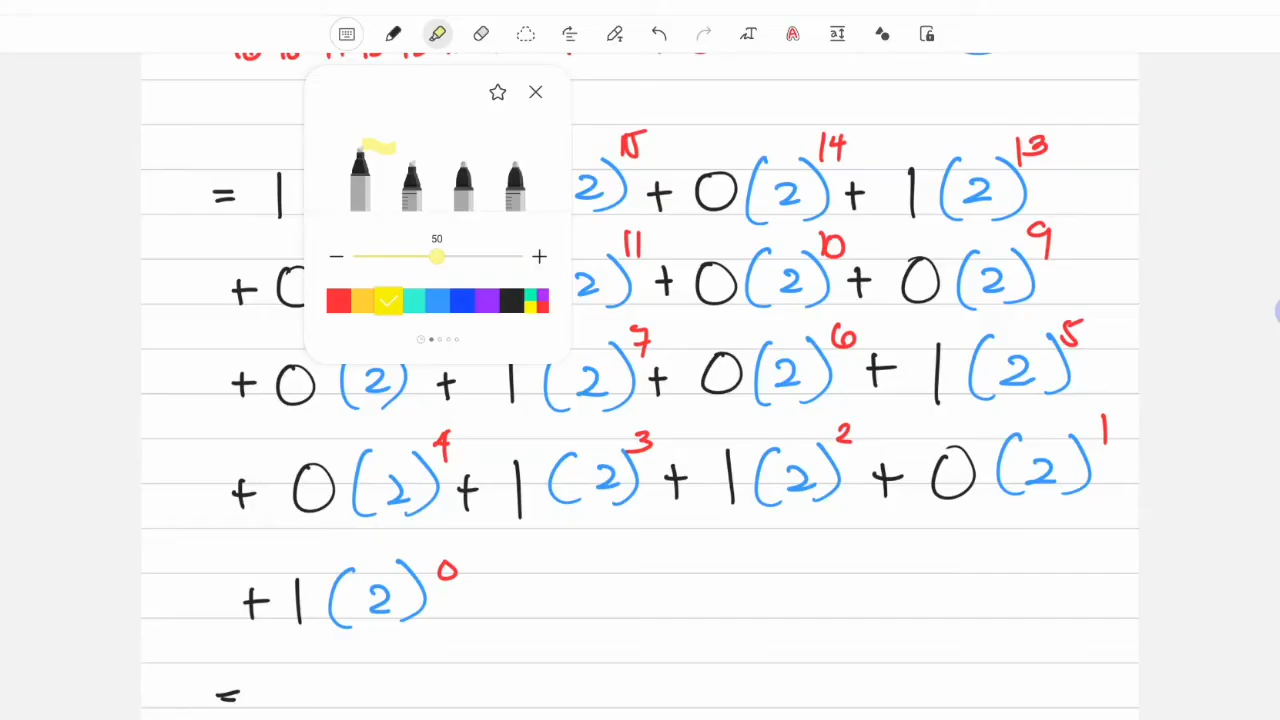 50
= 1 2)^15 + 0 (2)^14 + 1 (2)^13
+ 0 2)^11 + 0 (2)^10 + 0 (2)^9
+ 0 (2) + 1 (2)^7 + 0 (2)^6 + 1 (2)^5
+ 0 (2)^4 + 1 (2)^3 + 1 (2)^2 + 0 (2)^1
+ 1 (2)^0
=